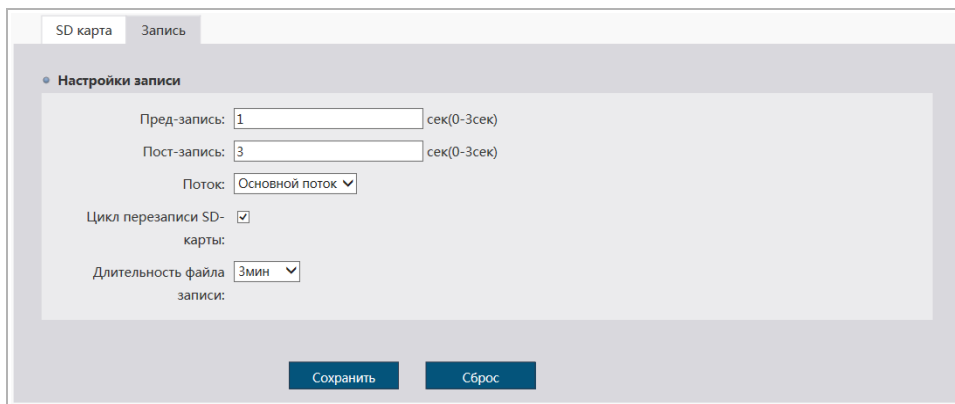 SD карта Запись
Настройки записи
Пред-запись: 1 сек(0-3сек)
Пост-запись: 3 сек(0-3сек)
Поток: Основной поток
Цикл перезаписи SD-
карты:
Длительность файла 3мин
записи:
Сохранить Сброс